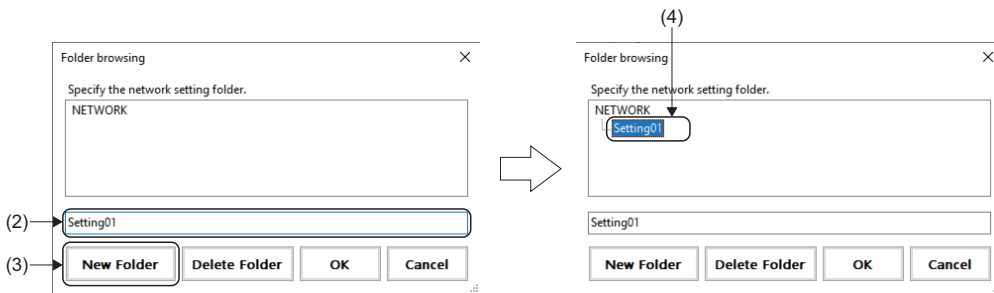 (4)
Folder browsing
Specify the network setting folder.
NETWORK
(2)
Setting01
(3)
New Folder Delete Folder OK Cancel
Folder browsing
Specify the network setting folder.
NETWORK
Setting01
Setting01
New Folder Delete Folder OK Cancel